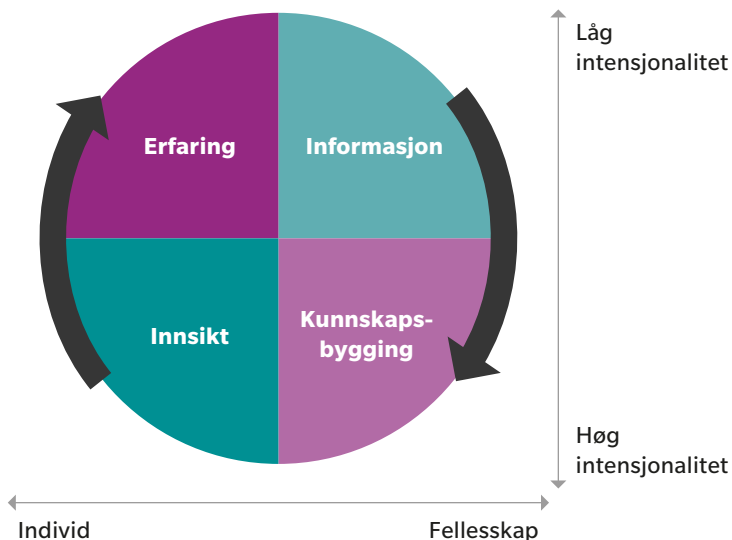 Låg
intensjonalitet
Erfaring
Informasjon
Innsikt
Kunnskaps-
bygging
Høg
intensjonalitet
Individ
Fellesskap